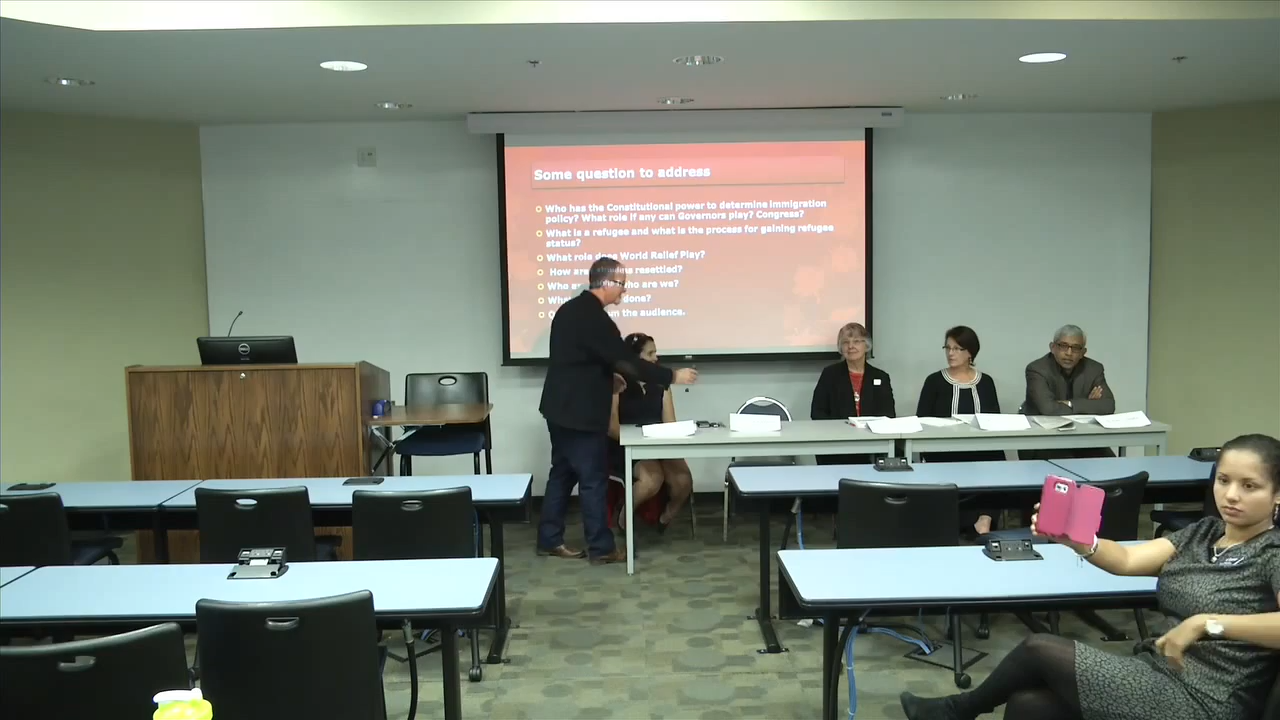 Some question to address
Who has the Constitutional power to determine immigration
policy? What role if any can Governors play? Congress?
What is a refugee and what is the process for gaining refugee
status?
What role does World Relief Play?
How are resettled?
Who are we?
done?
the audience.
DELL